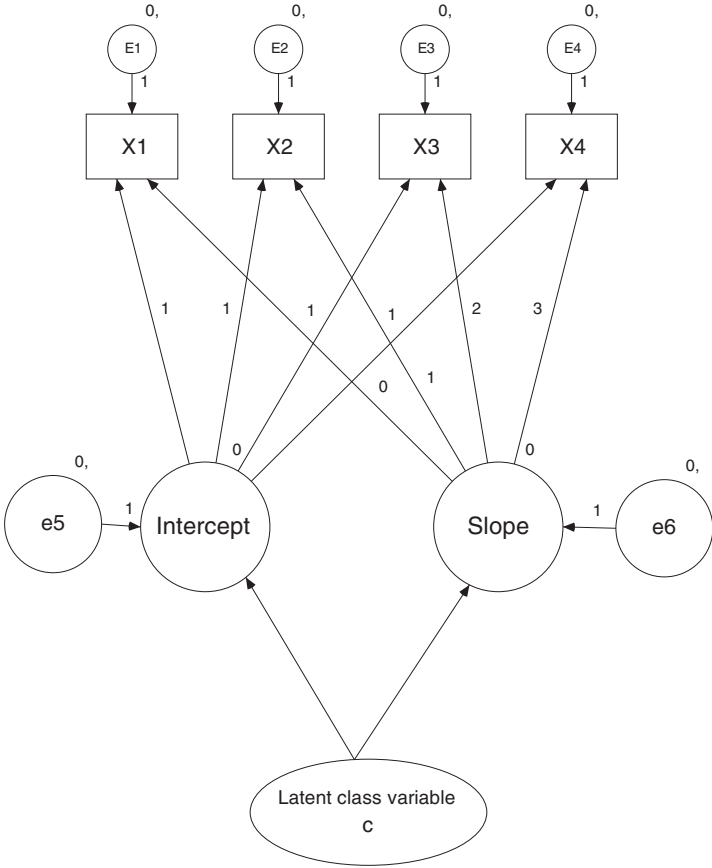 0, 0, 0, 0,
E1 E2 E3 E4
1 1 1 1
X1 X2 X3 X4
1 1 1 1 2 3
0 1
0 0
0, 0,
e5 1 Intercept Slope 1 e6
Latent class variable
c